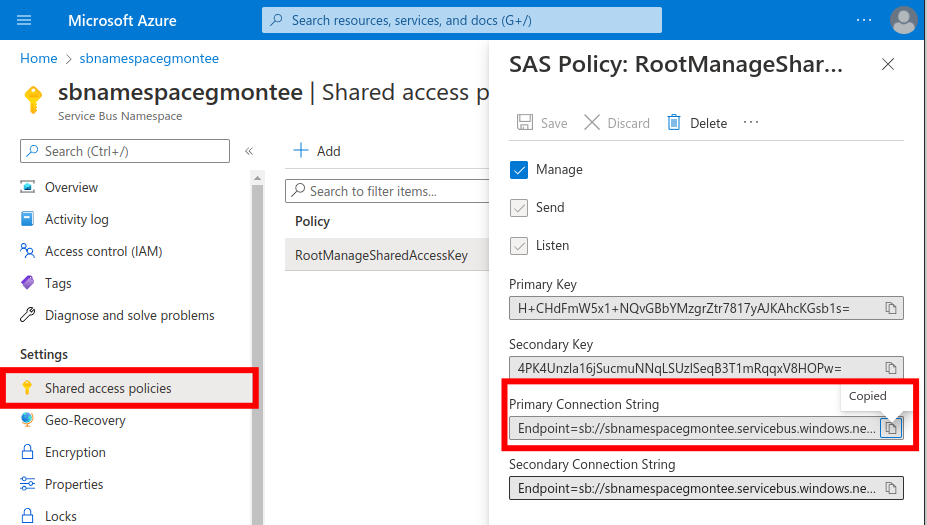 Microsoft Azure
Search resources, services, and docs (G+/)
Home > sbnamespacegmontee
sbnamespacegmontee | Shared access p
Service Bus Namespace
Search (Ctrl+/)
Overview
Activity log
Access control (IAM)
Tags
Diagnose and solve problems
Settings
Shared access policies
Geo-Recovery
Encryption
Properties
Locks
Add
Search to filter items...
Policy
RootManageSharedAccessKey
SAS Policy: RootManageShar...
Save
Discard
Delete
Manage
Send
Listen
Primary Key
H+CHdFmW5x1+NQvGBbYMzgrZtr7817yAJKAhcKGsb1s=
Secondary Key
4PK4Unzla16jSucmuNNqLSUzlSeqB3T1mRqqxV8HOPw=
Copied
Primary Connection String
Endpoint=sb://sbnamespacegmontee.servicebus.windows.ne...
Secondary Connection String
Endpoint=sb://sbnamespacegmontee.servicebus.windows.ne...